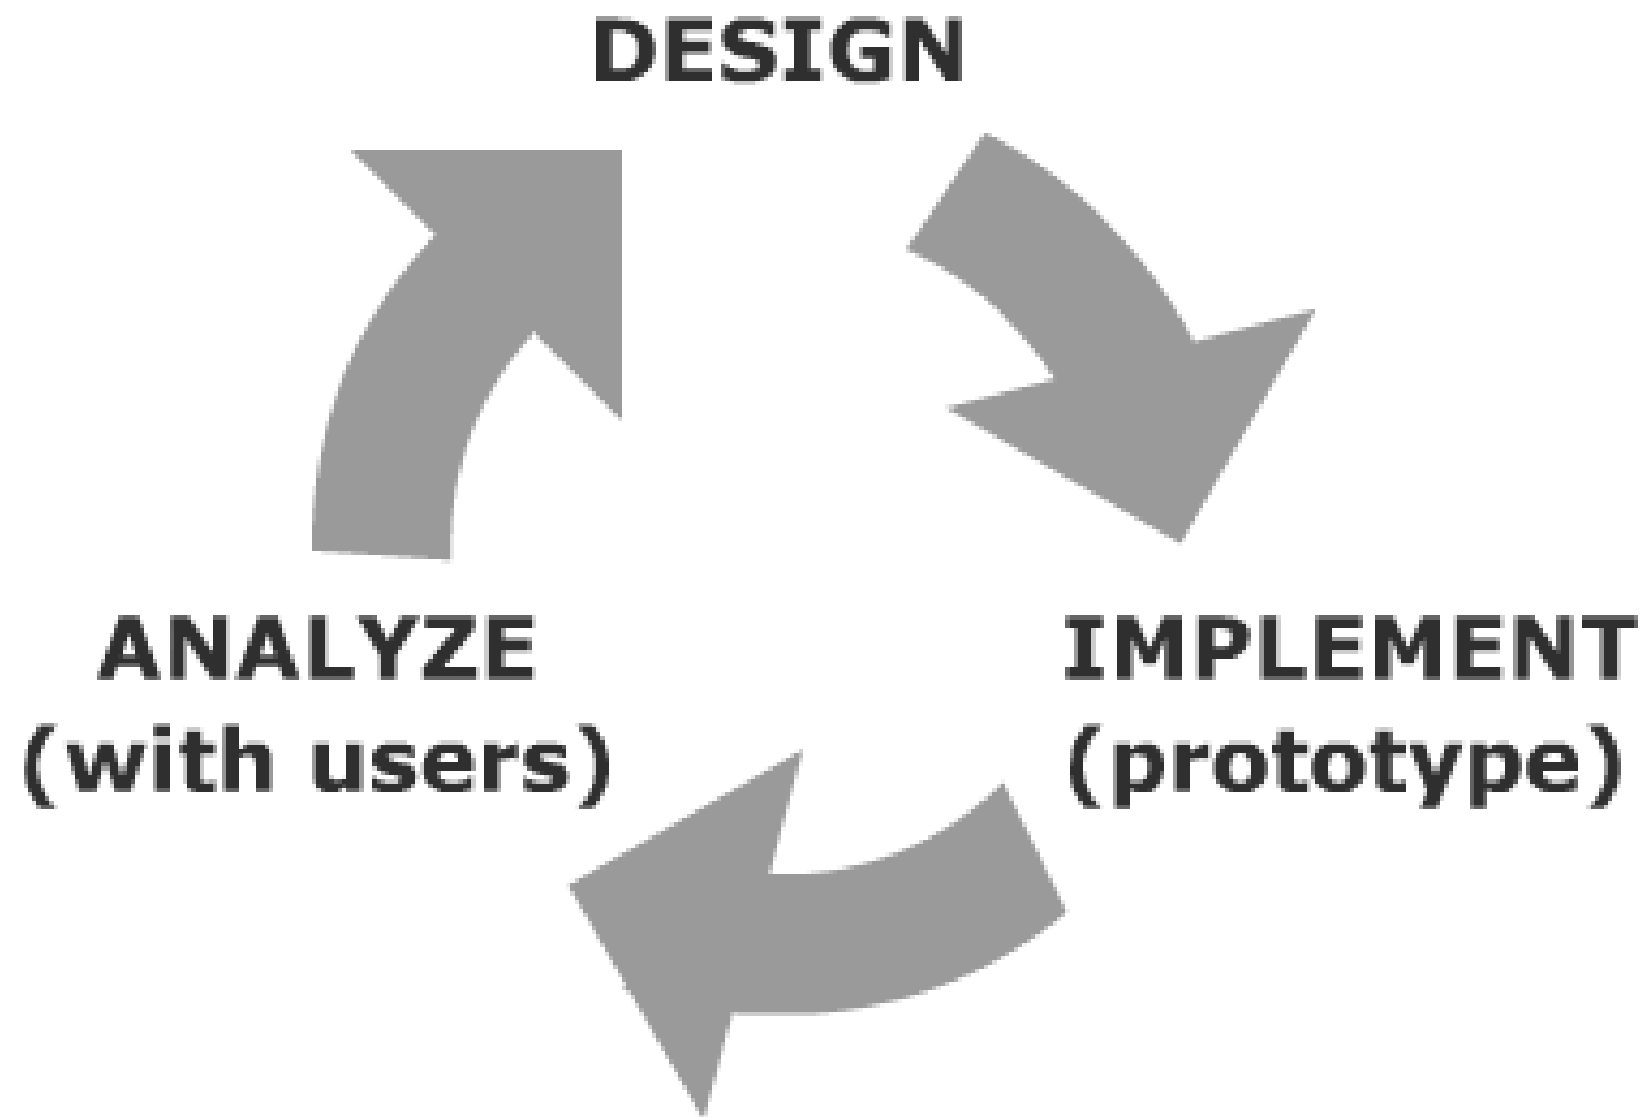 DESIGN
ANALYZE
(with users)
IMPLEMENT
(prototype)